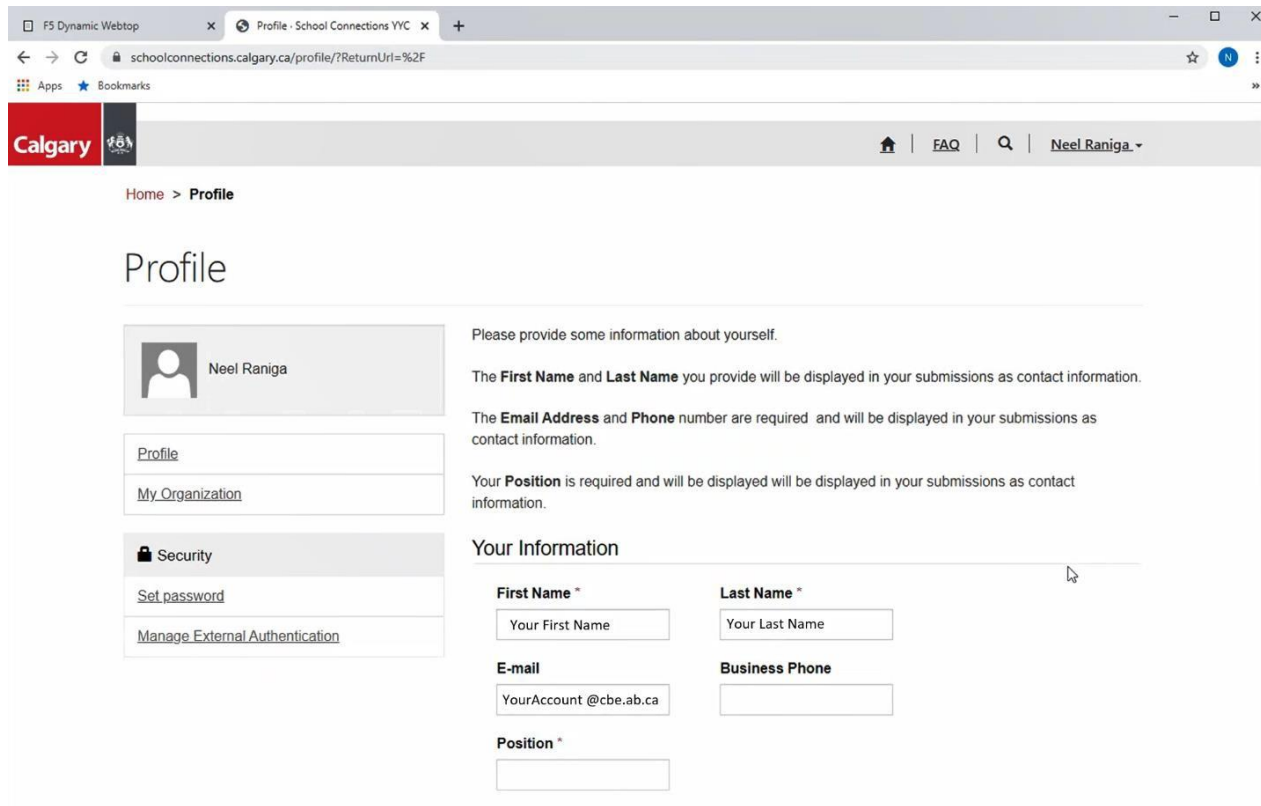 F5 Dynamic Webtop
Profile · School Connections YYC
schoolconnections.calgary.ca/profile/?ReturnUrl=%2F
N
Apps
Bookmarks
»
Calgary
FAQ
Neel Raniga
Home > Profile
Profile
Neel Raniga
Profile
My Organization
Security
Set password
Manage External Authentication
Please provide some information about yourself.
The First Name and Last Name you provide will be displayed in your submissions as contact information.
The Email Address and Phone number are required and will be displayed in your submissions as
contact information.
Your Position is required and will be displayed will be displayed in your submissions as contact
information.
Your Information
First Name * Last Name *
Your First Name Your Last Name
E-mail Business Phone
YourAccount @cbe.ab.ca
Position *